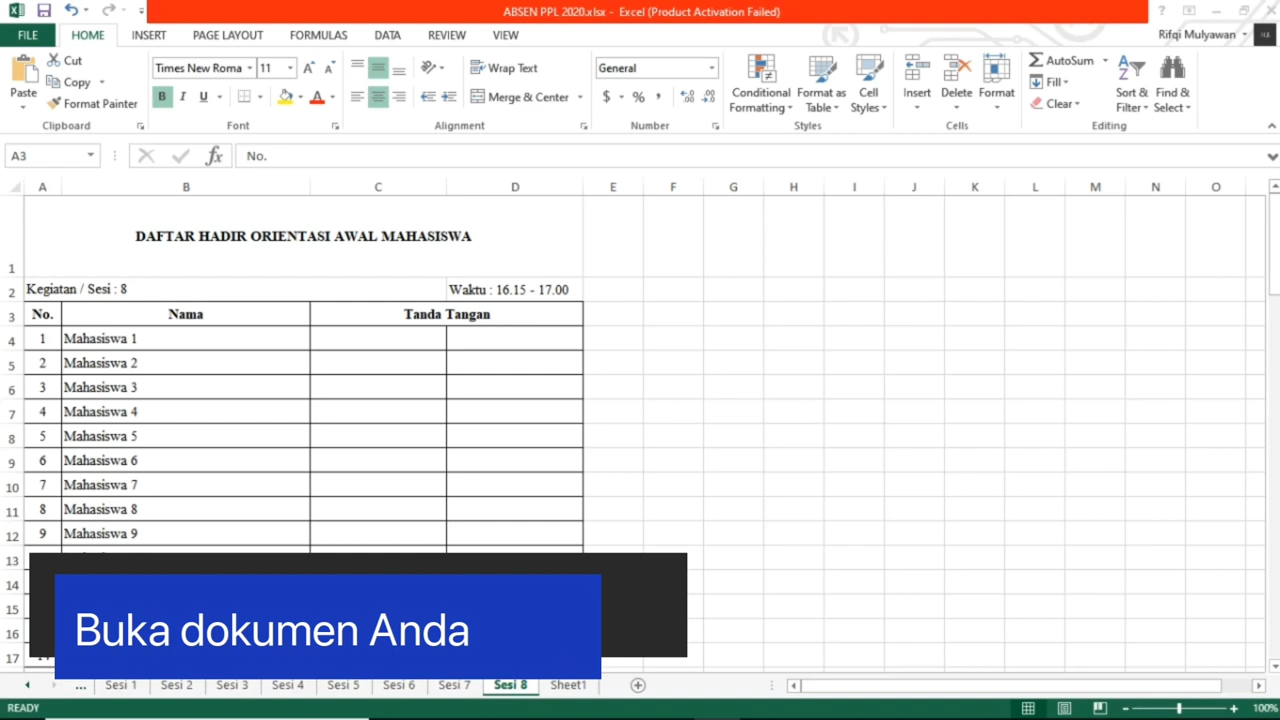 ABSEN PPL 2020.xlsx - Excel (Product Activation Failed)
FILE HOME INSERT PAGE LAYOUT FORMULAS DATA REVIEW VIEW Rifqi Mulyawan
Paste Cut Copy Format Painter Clipboard
Times New Roma 11 B I U A Font
Wrap Text Merge & Center Alignment
General $ % , Number
Conditional Formatting Format as Table Cell Styles Styles
Insert Delete Format Cells
AutoSum Fill Clear Sort & Filter Find & Select Editing
A3 fx No.
A B C D E F G H I J K L M N O
1 DAFTAR HADIR ORIENTASI AWAL MAHASISWA
2 Kegiatan / Sesi : 8 Waktu : 16.15 - 17.00
3 No. Nama Tanda Tangan
4 1 Mahasiswa 1
5 2 Mahasiswa 2
6 3 Mahasiswa 3
7 4 Mahasiswa 4
8 5 Mahasiswa 5
9 6 Mahasiswa 6
10 7 Mahasiswa 7
11 8 Mahasiswa 8
12 9 Mahasiswa 9
13
14
15
16
17
Buka dokumen Anda
... Sesi 1 Sesi 2 Sesi 3 Sesi 4 Sesi 5 Sesi 6 Sesi 7 Sesi 8 Sheet1
READY 100%